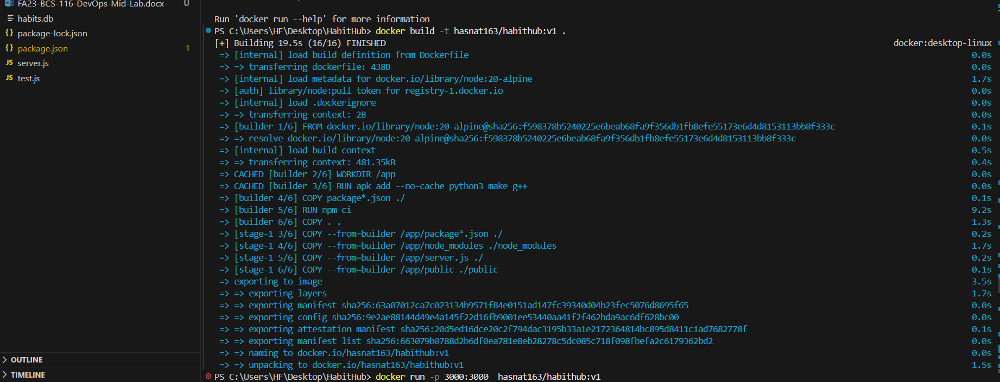 FA23-BCS-116-DevOps-Mid-Lab.docx U
habits.db
package-lock.json
package.json 1
JS server.js
JS test.js
OUTLINE
TIMELINE
Run 'docker run --help' for more information
PS C:\Users\HF\Desktop\HabitHub> docker build -t hasnat163/habithub:v1 .
[+] Building 19.5s (16/16) FINISHED docker:desktop-linux
=> [internal] load build definition from Dockerfile 0.0s
=> => transferring dockerfile: 438B 0.0s
=> [internal] load metadata for docker.io/library/node:20-alpine 1.7s
=> [auth] library/node:pull token for registry-1.docker.io 0.0s
=> [internal] load .dockerignore 0.0s
=> => transferring context: 2B 0.0s
=> [builder 1/6] FROM docker.io/library/node:20-alpine@sha256:f598378b5240225e6beab68fa9f356db1fb8efe55173e6d4d8153113bb8f333c 0.1s
=> => resolve docker.io/library/node:20-alpine@sha256:f598378b5240225e6beab68fa9f356db1fb8efe55173e6d4d8153113bb8f333c 0.0s
=> [internal] load build context 0.5s
=> => transferring context: 481.35kB 0.4s
=> CACHED [builder 2/6] WORKDIR /app 0.0s
=> CACHED [builder 3/6] RUN apk add --no-cache python3 make g++ 0.0s
=> [builder 4/6] COPY package*.json ./ 0.1s
=> [builder 5/6] RUN npm ci 9.2s
=> [builder 6/6] COPY . . 1.3s
=> [stage-1 3/6] COPY --from=builder /app/package*.json ./ 0.2s
=> [stage-1 4/6] COPY --from=builder /app/node_modules ./node_modules 1.7s
=> [stage-1 5/6] COPY --from=builder /app/server.js ./ 0.2s
=> [stage-1 6/6] COPY --from=builder /app/public ./public 0.1s
=> exporting to image 3.5s
=> => exporting layers 1.7s
=> => exporting manifest sha256:63a07012ca7c023134b9571f84e0151ad147fc39340d04b23fec5076d8695f65 0.0s
=> => exporting config sha256:9e2ae88144d49e4a145f22d16fb9001ee53440aa41f2f462bda9ac6df628bc00 0.0s
=> => exporting attestation manifest sha256:20d5ed16dce20c2f794dac3195b33a1e2172364814bc895d8411c1ad7682778f 0.1s
=> => exporting manifest list sha256:663079b0788d2b6df0ea781e8eb28278c5dc085c718f098fbefa2c6179362bd2 0.0s
=> => naming to docker.io/hasnat163/habithub:v1 0.0s
=> => unpacking to docker.io/hasnat163/habithub:v1 1.5s
PS C:\Users\HF\Desktop\HabitHub> docker run -p 3000:3000  hasnat163/habithub:v1